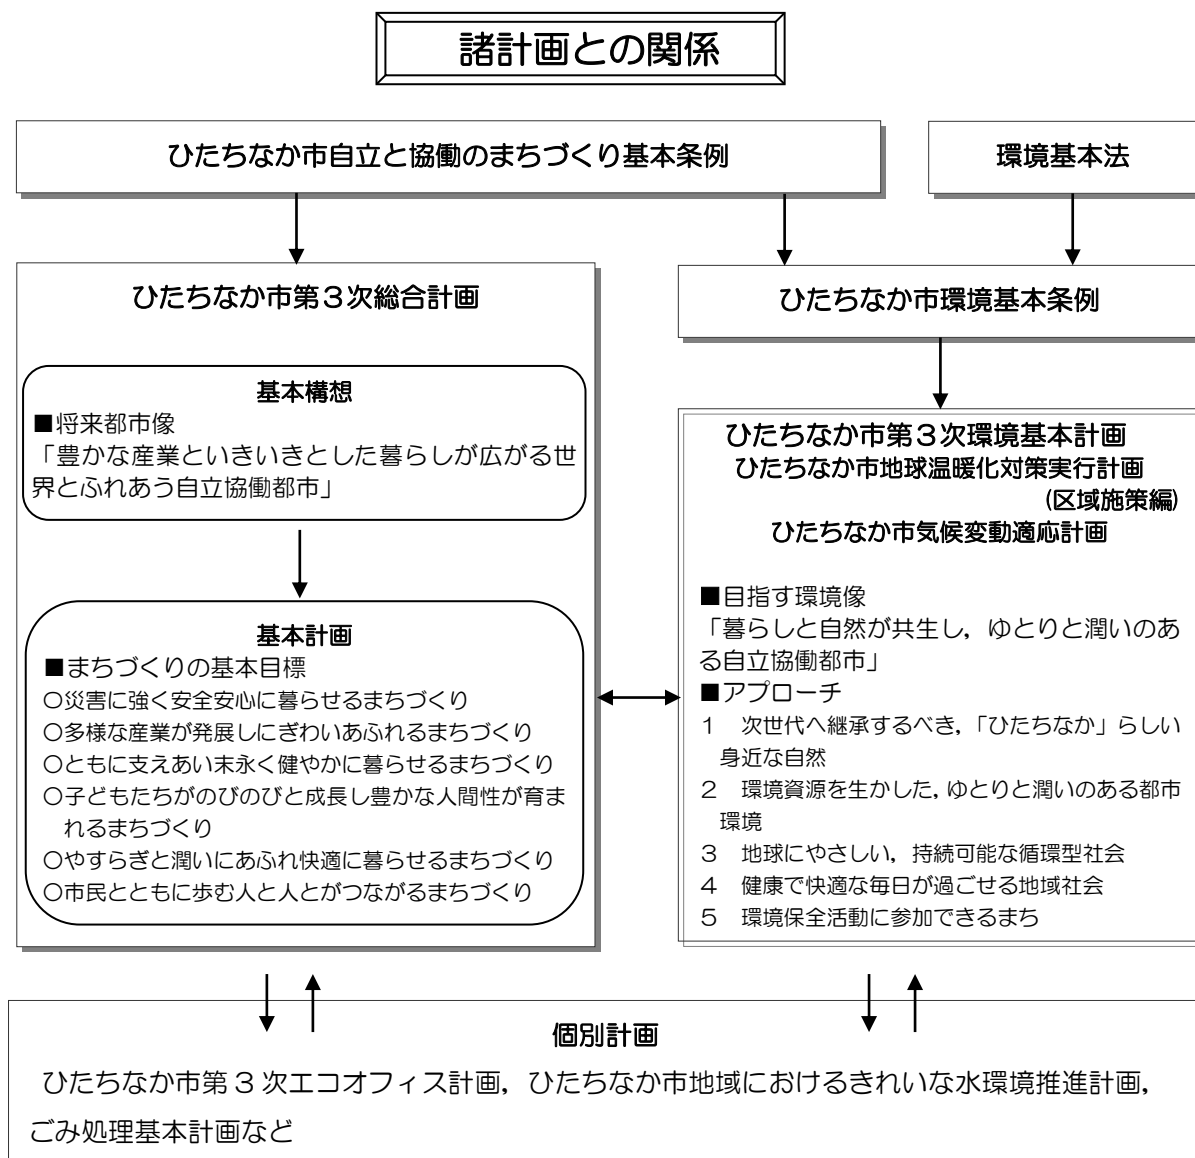 諸計画との関係
ひたちなか市自立と協働のまちづくり基本条例
環境基本法
ひたちなか市第３次総合計画
基本構想
■将来都市像
「豊かな産業といきいきとした暮らしが広がる世
界とふれあう自立協働都市」
基本計画
■まちづくりの基本目標
○災害に強く安全安心に暮らせるまちづくり
○多様な産業が発展しにぎわいあふれるまちづくり
○ともに支えあい末永く健やかに暮らせるまちづくり
○子どもたちがのびのびと成長し豊かな人間性が育ま
れるまちづくり
○やすらぎと潤いにあふれ快適に暮らせるまちづくり
○市民とともに歩む人と人とがつながるまちづくり
ひたちなか市環境基本条例
ひたちなか市第３次環境基本計画
ひたちなか市地球温暖化対策実行計画
(区域施策編)
ひたちなか市気候変動適応計画
■目指す環境像
「暮らしと自然が共生し，ゆとりと潤いのあ
る自立協働都市」
■アプローチ
１　次世代へ継承するべき，「ひたちなか」らしい
身近な自然
２　環境資源を生かした，ゆとりと潤いのある都市
環境
３　地球にやさしい，持続可能な循環型社会
４　健康で快適な毎日が過ごせる地域社会
５　環境保全活動に参加できるまち
個別計画
ひたちなか市第３次エコオフィス計画，ひたちなか市地域におけるきれいな水環境推進計画，
ごみ処理基本計画など